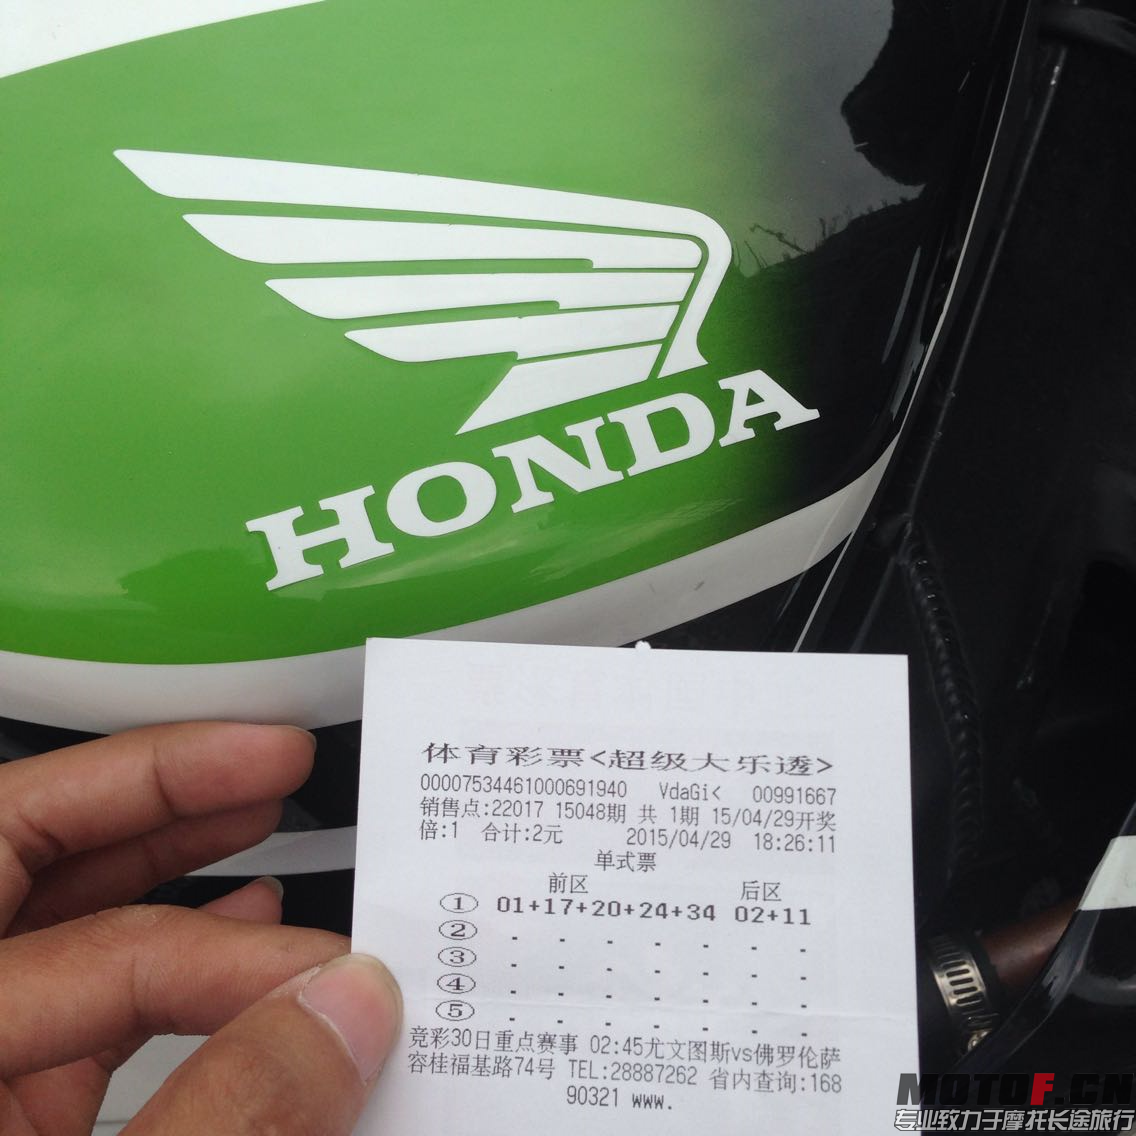 HONDA
体育彩票<超级大乐透>
000075344610000691940 VdaGi< 00991667
销售点:22017 15048期 共 1期 15/04/29开奖
倍:1 合计:2元 2015/04/29 18:26:11
单式票
前区 后区
① 01+17+20+24+34 02+11
② - - - - - - -
③ - - - - - - -
④ - - - - - - -
⑤ - - - - - - -
竞彩30日重点赛事 02:45尤文图斯vs佛罗伦萨
容桂福基路74号 TEL:28887262 省内查询:168
90321 www.
MOTOF.CN
专业致力于摩托长途旅行